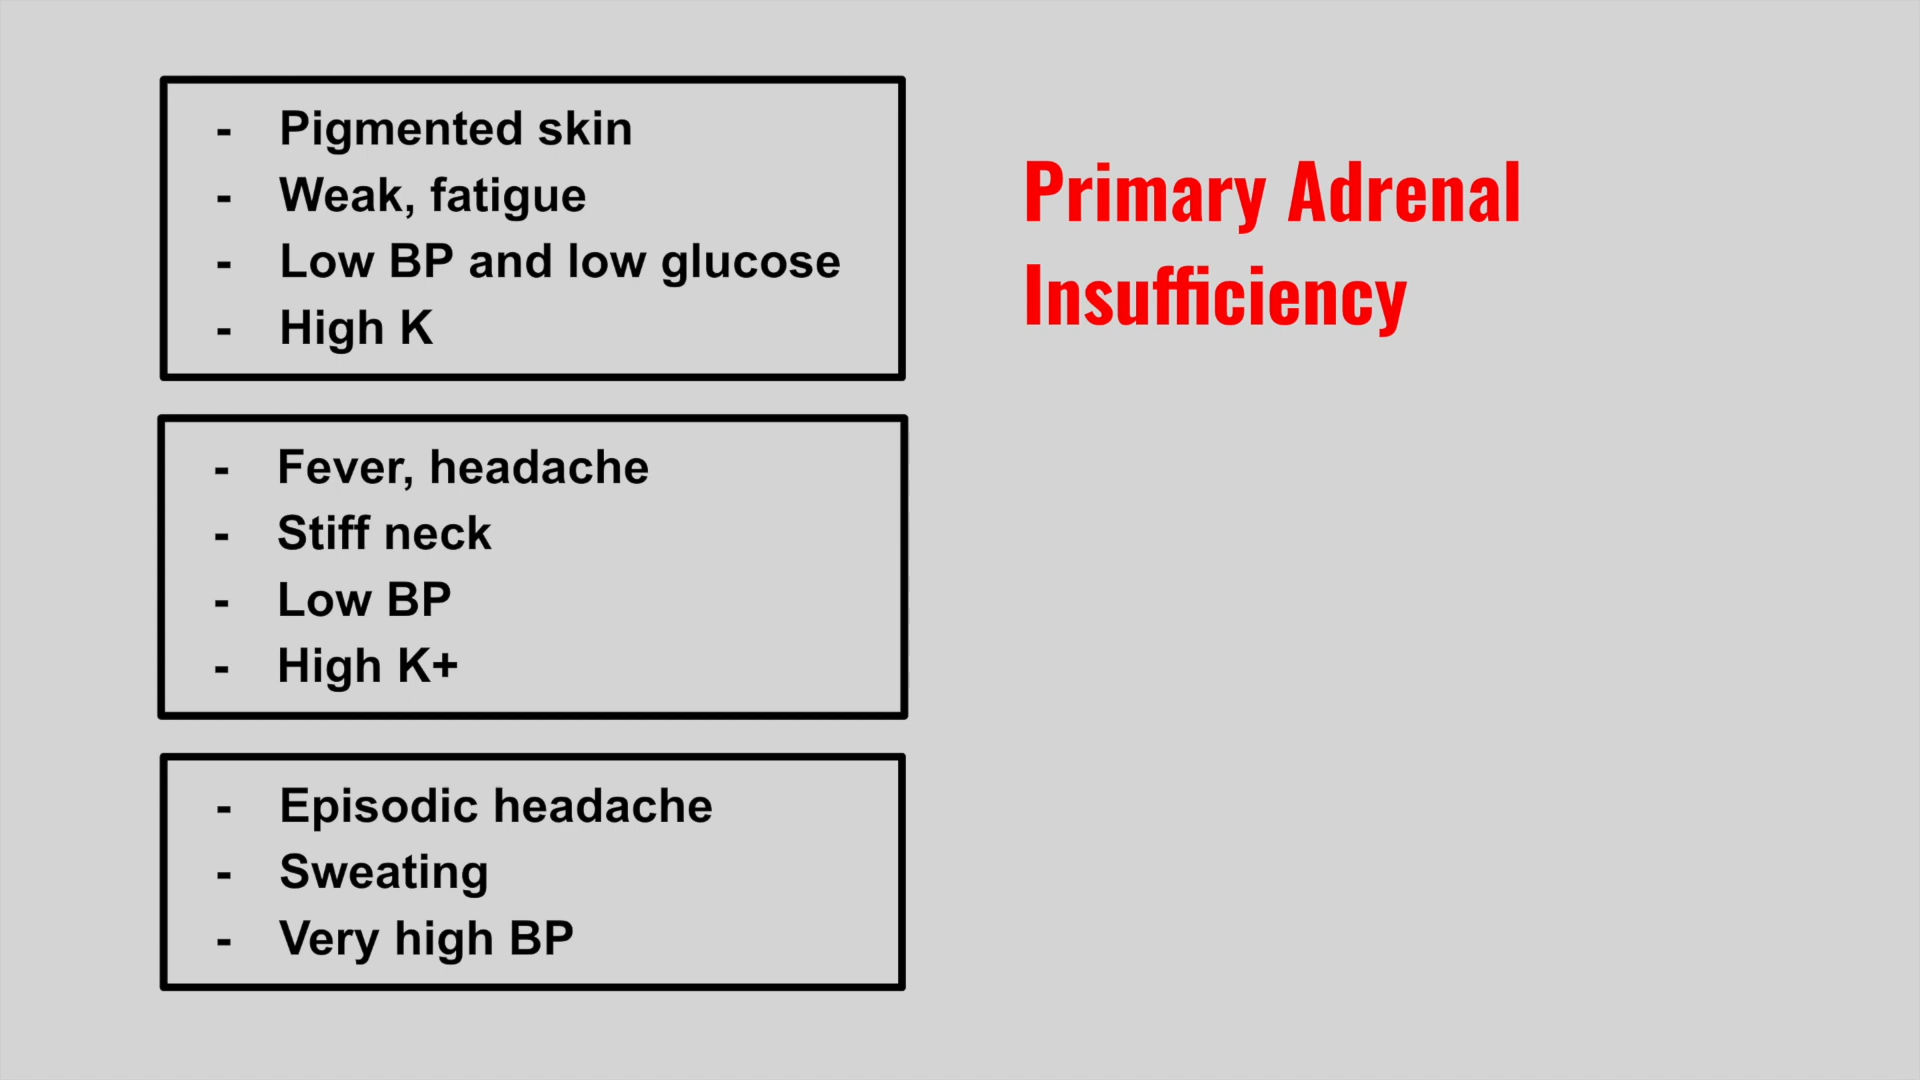 - Pigmented skin
- Weak, fatigue
- Low BP and low glucose
- High K
Primary Adrenal
Insufficiency
- Fever, headache
- Stiff neck
- Low BP
- High K+
- Episodic headache
- Sweating
- Very high BP